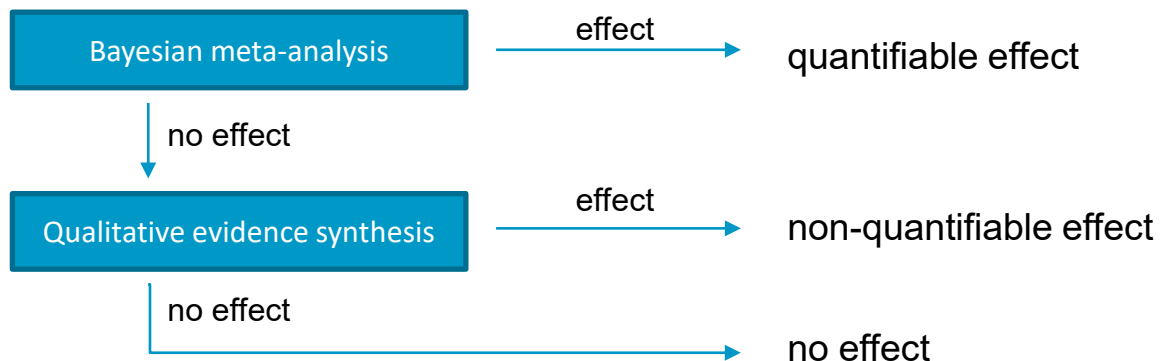 Bayesian meta-analysis
effect
quantifiable effect
no effect
Qualitative evidence synthesis
effect
non-quantifiable effect
no effect
no effect